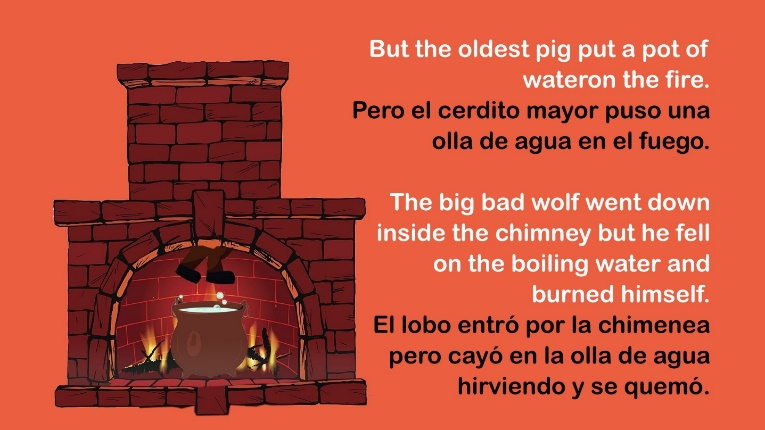 But the oldest pig put a pot of
wateron the fire.
Pero el cerdito mayor puso una
olla de agua en el fuego.
The big bad wolf went down
inside the chimney but he fell
on the boiling water and
burned himself.
El lobo entró por la chimenea
pero cayó en la olla de agua
hirviendo y se quemó.